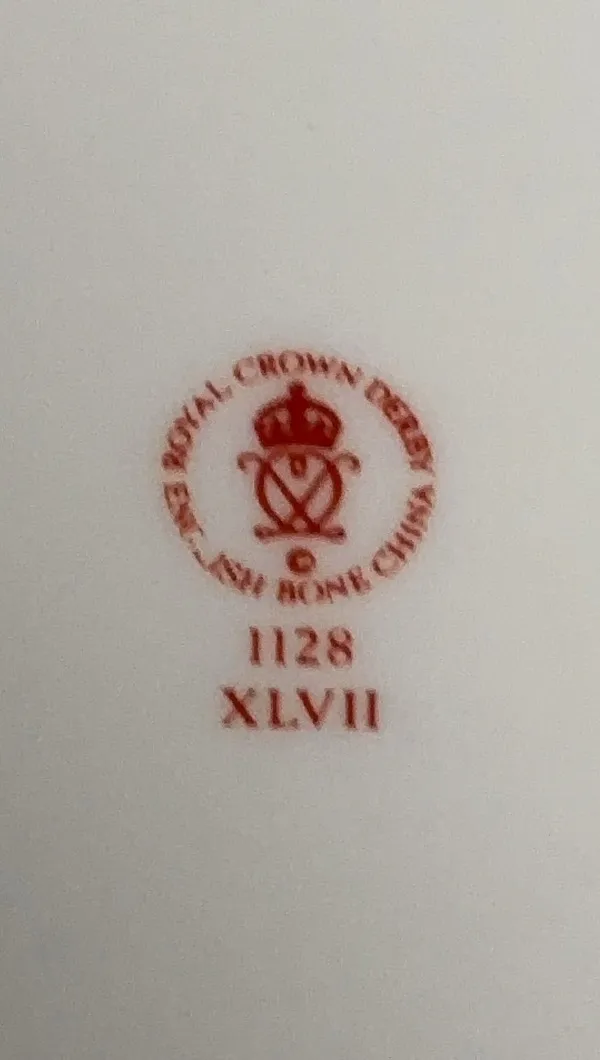 ROYAL CROWN DERBY
ENGLISH BONE CHINA
©
1128
XLVII